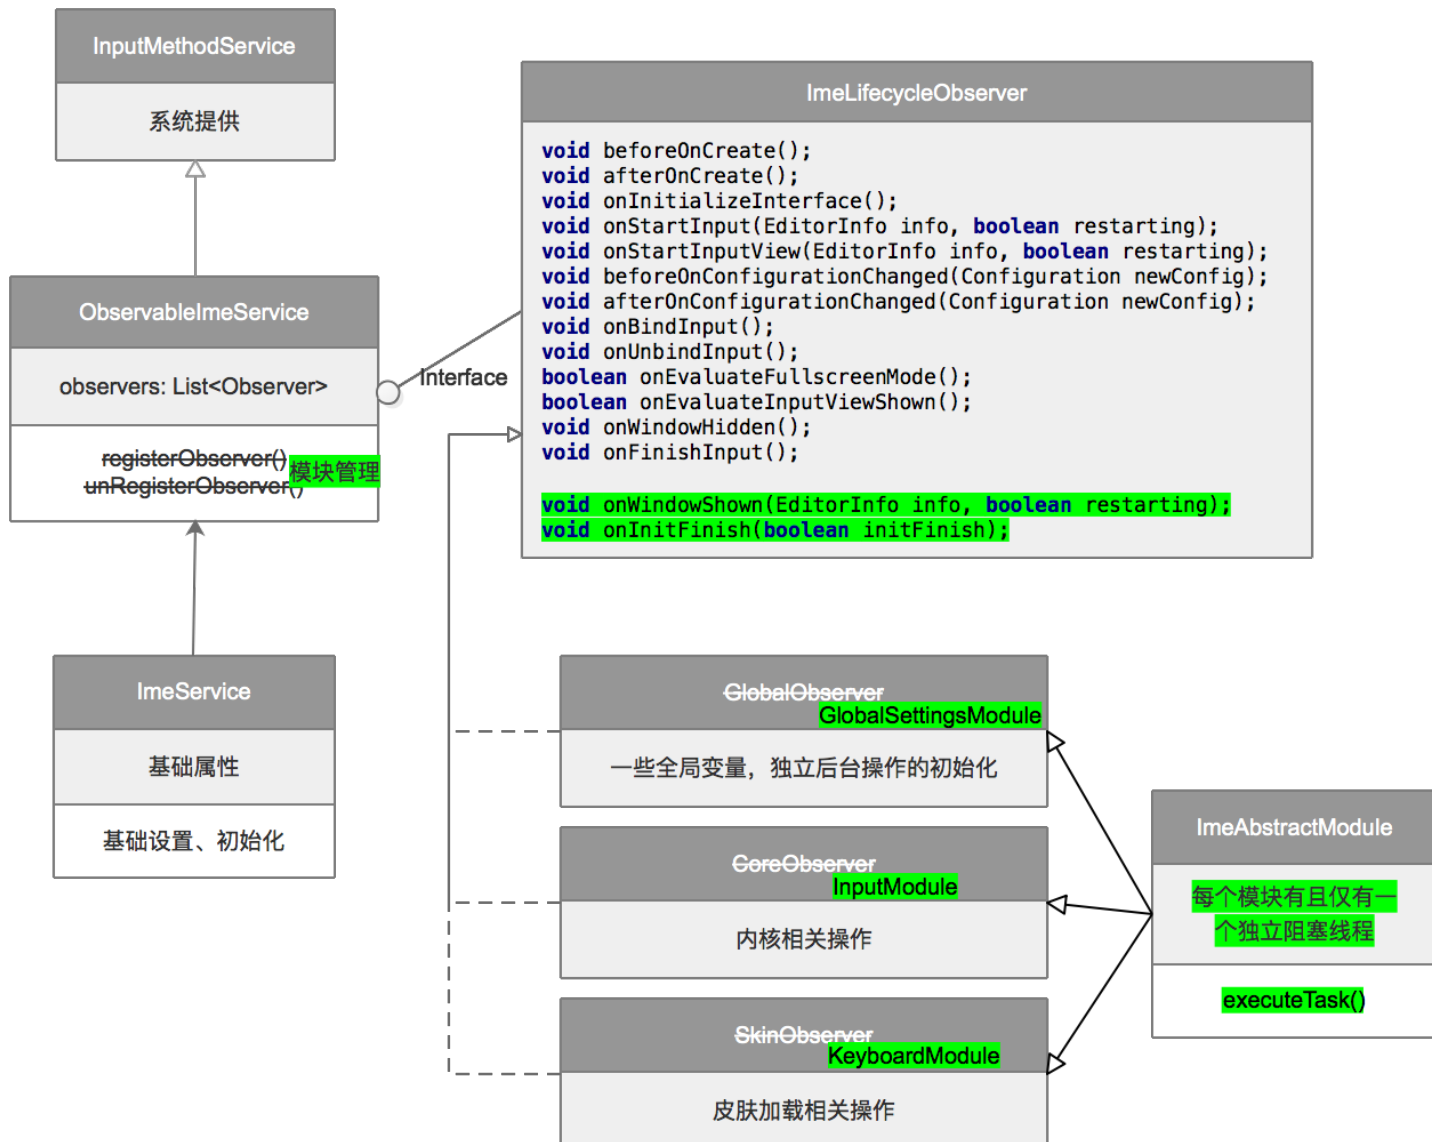 InputMethodService
系统提供
ObservableImeService
observers: List<Observer>
registerObserver()
unRegisterObserver()
模块管理
ImeService
基础属性
基础设置、初始化
Interface
ImeLifecycleObserver
void beforeOnCreate();
void afterOnCreate();
void onInitializeInterface();
void onStartInput(EditorInfo info, boolean restarting);
void onStartInputView(EditorInfo info, boolean restarting);
void beforeOnConfigurationChanged(Configuration newConfig);
void afterOnConfigurationChanged(Configuration newConfig);
void onBindInput();
void onUnbindInput();
boolean onEvaluateFullscreenMode();
boolean onEvaluateInputViewShown();
void onWindowHidden();
void onFinishInput();
void onWindowShown(EditorInfo info, boolean restarting);
void onInitFinish(boolean initFinish);
GlobalObserver
GlobalSettingsModule
一些全局变量，独立后台操作的初始化
CoreObserver
InputModule
内核相关操作
SkinObserver
KeyboardModule
皮肤加载相关操作
ImeAbstractModule
每个模块有且仅有一
个独立阻塞线程
executeTask()